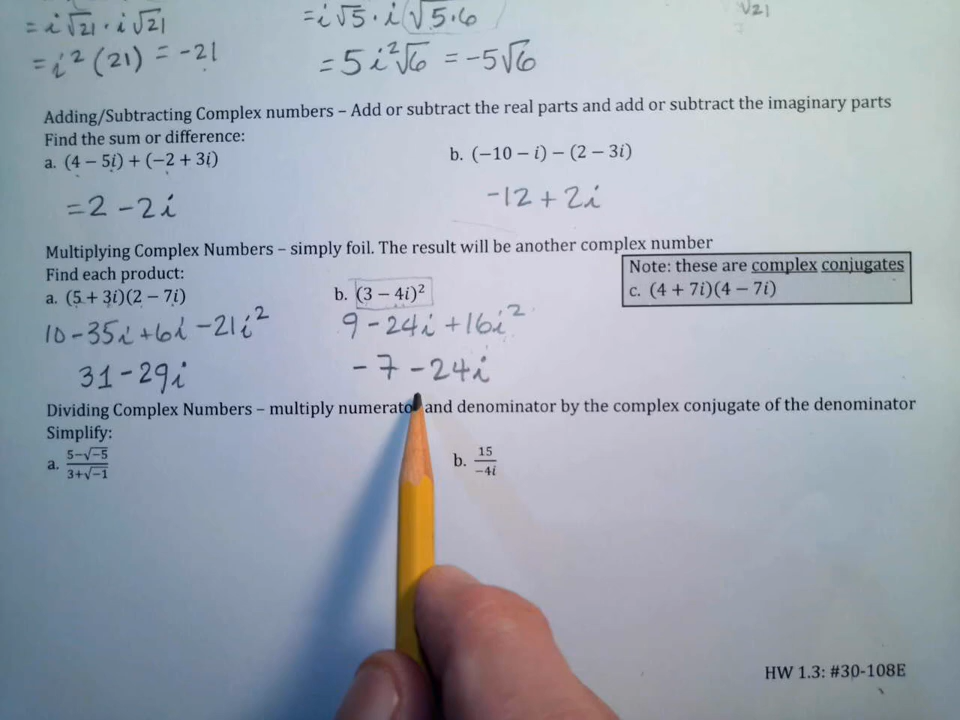 = i √21 · i √21
= i √5 · i √5·6
√21
= i² (21) = -21
= 5 i² √6 = -5√6
Adding/Subtracting Complex numbers – Add or subtract the real parts and add or subtract the imaginary parts
Find the sum or difference:
a. (4 – 5i) + (–2 + 3i)
b. (–10 – i) – (2 – 3i)
= 2 - 2i
-12 + 2i
Multiplying Complex Numbers – simply foil. The result will be another complex number
Find each product:
a. (5 + 3i)(2 – 7i)
b. (3 – 4i)²
Note: these are complex conjugates
c. (4 + 7i)(4 – 7i)
10 - 35i + 6i - 21i²
9 - 24i + 16i²
31 - 29i
- 7 - 24i
Dividing Complex Numbers – multiply numerator and denominator by the complex conjugate of the denominator
Simplify:
a. 5–√–5 / 3+√–1
b. 15 / –4i
HW 1.3: #30-108E